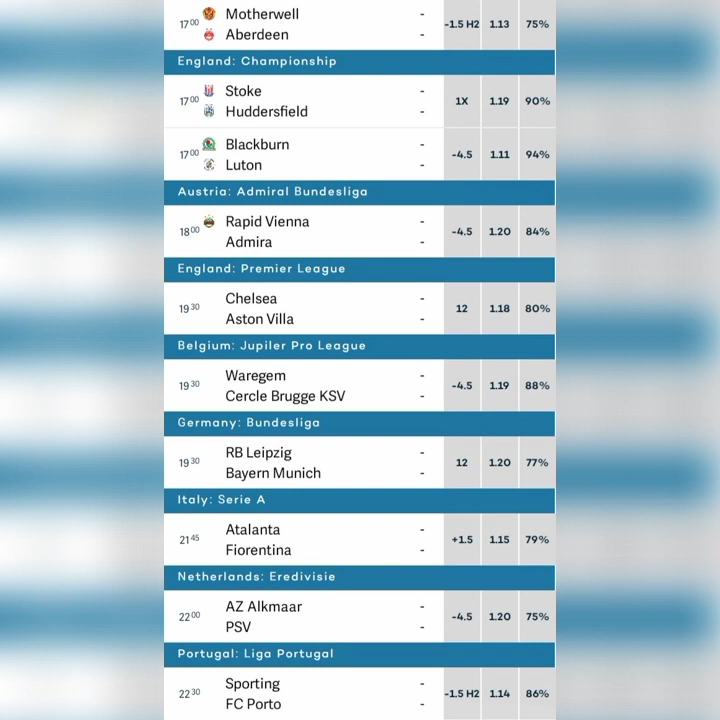 17 00 Motherwell - -1.5 H2 1.13 75%
Aberdeen -
England: Championship
17 00 Stoke - 1X 1.19 90%
Huddersfield -
17 00 Blackburn - -4.5 1.11 94%
Luton -
Austria: Admiral Bundesliga
18 00 Rapid Vienna - -4.5 1.20 84%
Admira -
England: Premier League
19 30 Chelsea - 12 1.18 80%
Aston Villa -
Belgium: Jupiler Pro League
19 30 Waregem - -4.5 1.19 88%
Cercle Brugge KSV -
Germany: Bundesliga
19 30 RB Leipzig - 12 1.20 77%
Bayern Munich -
Italy: Serie A
21 45 Atalanta - +1.5 1.15 79%
Fiorentina -
Netherlands: Eredivisie
22 00 AZ Alkmaar - -4.5 1.20 75%
PSV -
Portugal: Liga Portugal
22 30 Sporting - -1.5 H2 1.14 86%
FC Porto -